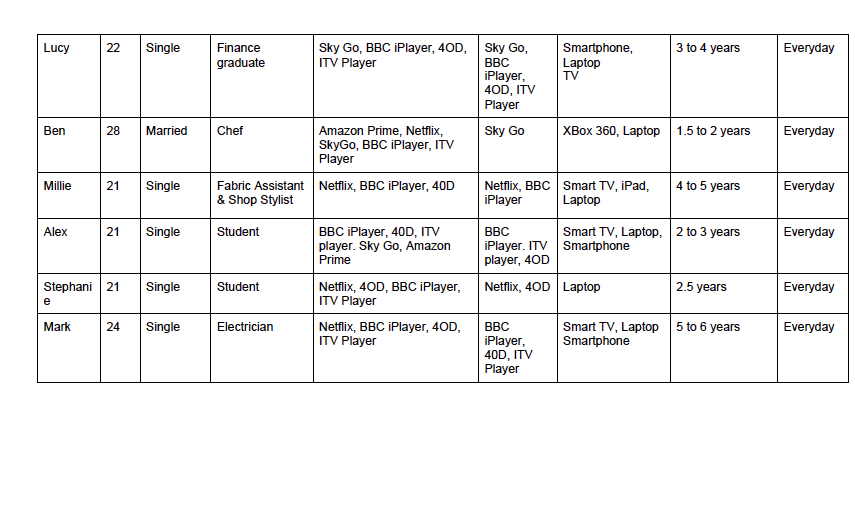 Lucy 22 Single Finance graduate Sky Go, BBC iPlayer, 4OD, ITV Player Sky Go, BBC iPlayer, 4OD, ITV Player Smartphone, Laptop TV 3 to 4 years Everyday
Ben 28 Married Chef Amazon Prime, Netflix, SkyGo, BBC iPlayer, ITV Player Sky Go XBox 360, Laptop 1.5 to 2 years Everyday
Millie 21 Single Fabric Assistant & Shop Stylist Netflix, BBC iPlayer, 40D Netflix, BBC iPlayer Smart TV, iPad, Laptop 4 to 5 years Everyday
Alex 21 Single Student BBC iPlayer, 40D, ITV player. Sky Go, Amazon Prime BBC iPlayer. ITV player, 4OD Smart TV, Laptop, Smartphone 2 to 3 years Everyday
Stephanie 21 Single Student Netflix, 4OD, BBC iPlayer, ITV Player Netflix, 4OD Laptop 2.5 years Everyday
Mark 24 Single Electrician Netflix, BBC iPlayer, 4OD, ITV Player BBC iPlayer, 40D, ITV Player Smart TV, Laptop Smartphone 5 to 6 years Everyday